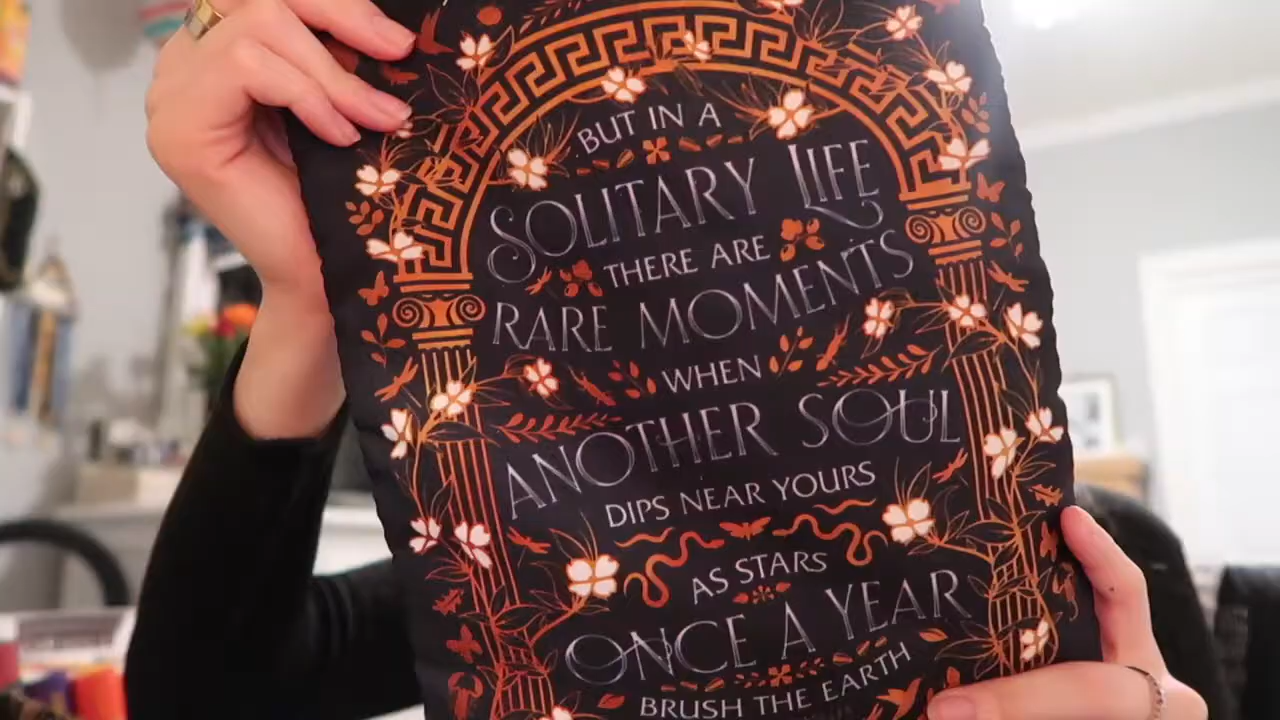 BUT IN A
SOLITARY LIFE
THERE ARE
RARE MOMENTS
WHEN
ANOTHER SOUL
DIPS NEAR YOURS
AS STARS
ONCE A YEAR
BRUSH THE EARTH